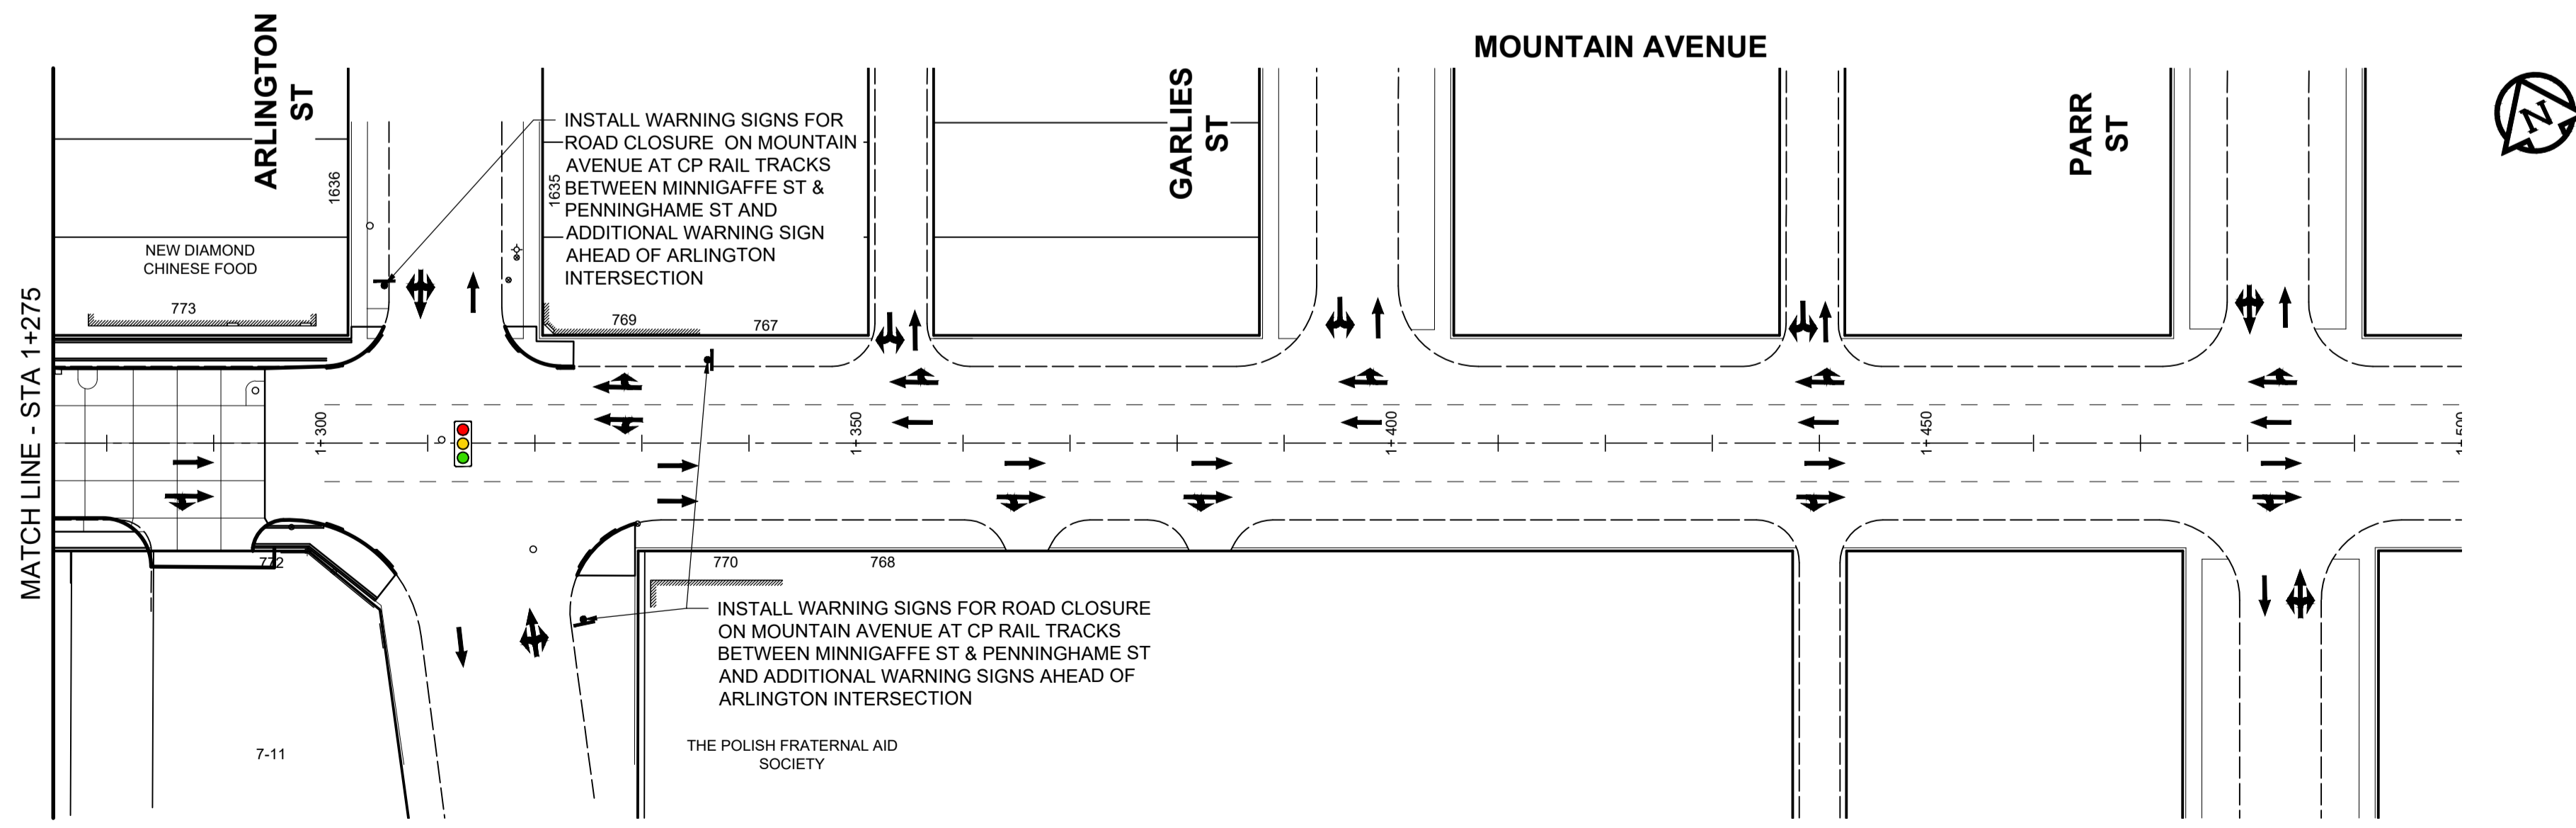 MOUNTAIN AVENUE
ARLINGTON
ST
GARLIES
ST
PARR
ST
N
INSTALL WARNING SIGNS FOR
ROAD CLOSURE ON MOUNTAIN
AVENUE AT CP RAIL TRACKS
BETWEEN MINNIGAFFE ST &
PENNINGHAME ST AND
ADDITIONAL WARNING SIGN
AHEAD OF ARLINGTON
INTERSECTION
1636
1635
NEW DIAMOND
CHINESE FOOD
773
769
767
MATCH LINE - STA 1+275
1+300
1+350
1+400
1+450
1+500
772
770
768
INSTALL WARNING SIGNS FOR ROAD CLOSURE
ON MOUNTAIN AVENUE AT CP RAIL TRACKS
BETWEEN MINNIGAFFE ST & PENNINGHAME ST
AND ADDITIONAL WARNING SIGNS AHEAD OF
ARLINGTON INTERSECTION
THE POLISH FRATERNAL AID
SOCIETY
7-11